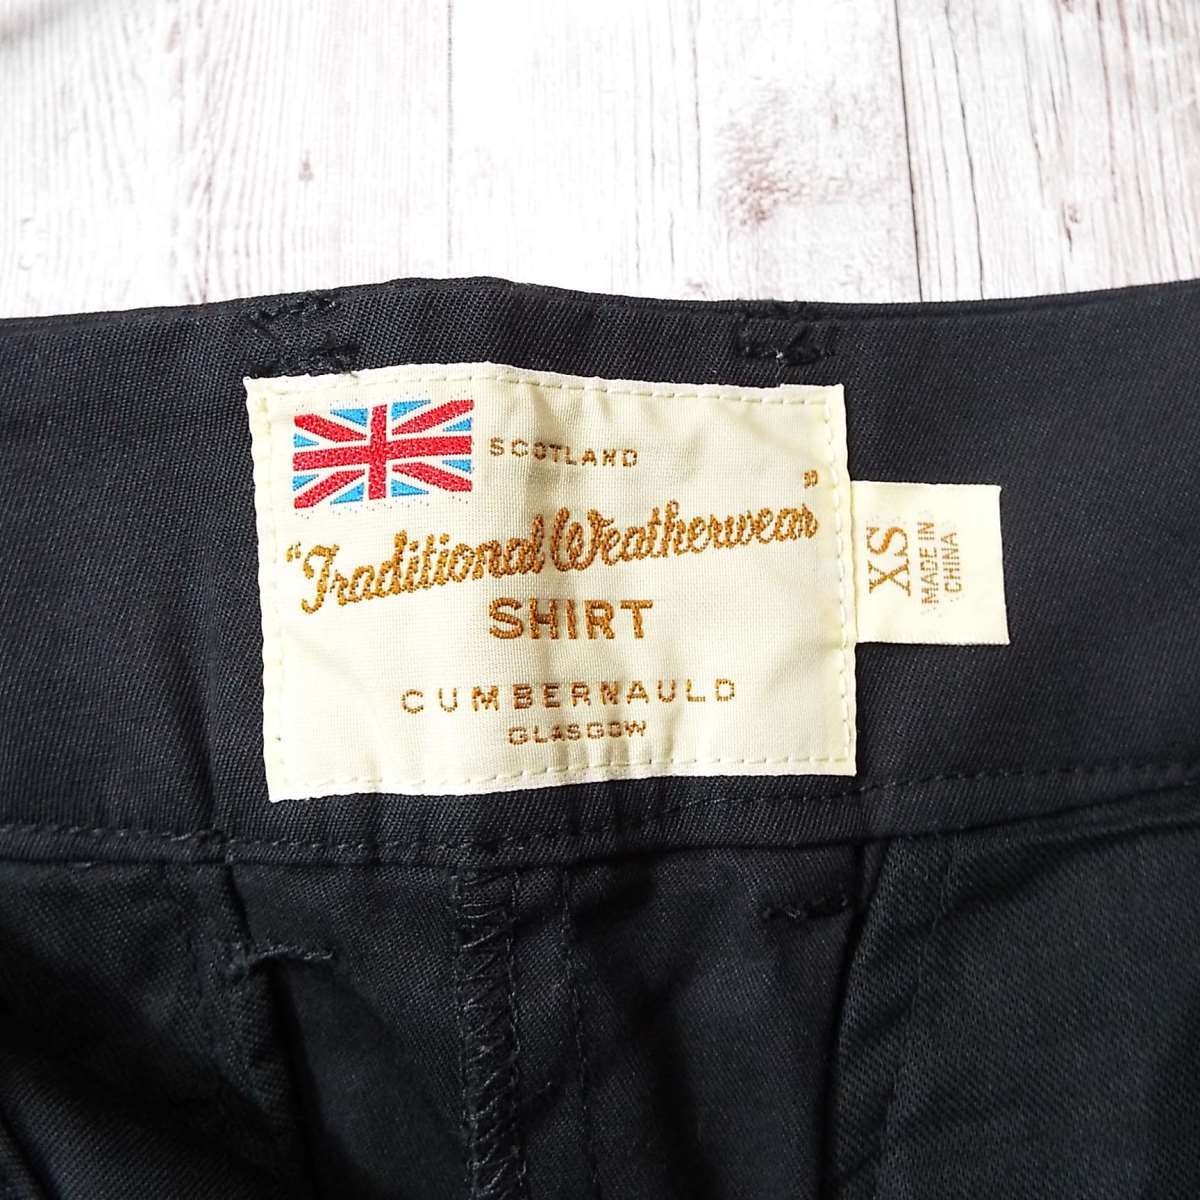 SCOTLAND
"Traditional Weatherwear"
SHIRT
CUMBERNAULD
GLASGOW
XS
MADE IN
CHINA